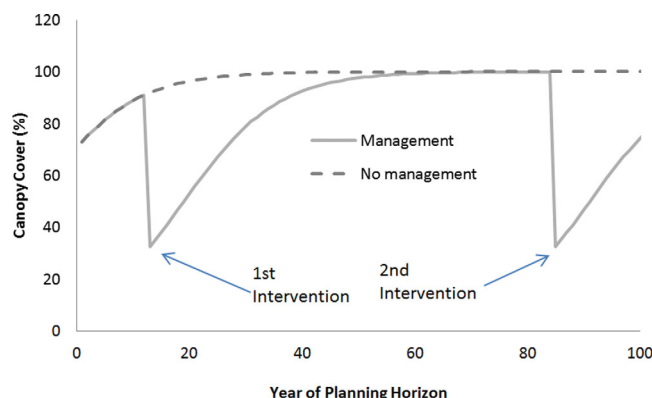 120
100
80
60
40
20
0
Canopy Cover (%)
Management
No management
1st
Intervention
2nd
Intervention
0 20 40 60 80 100
Year of Planning Horizon